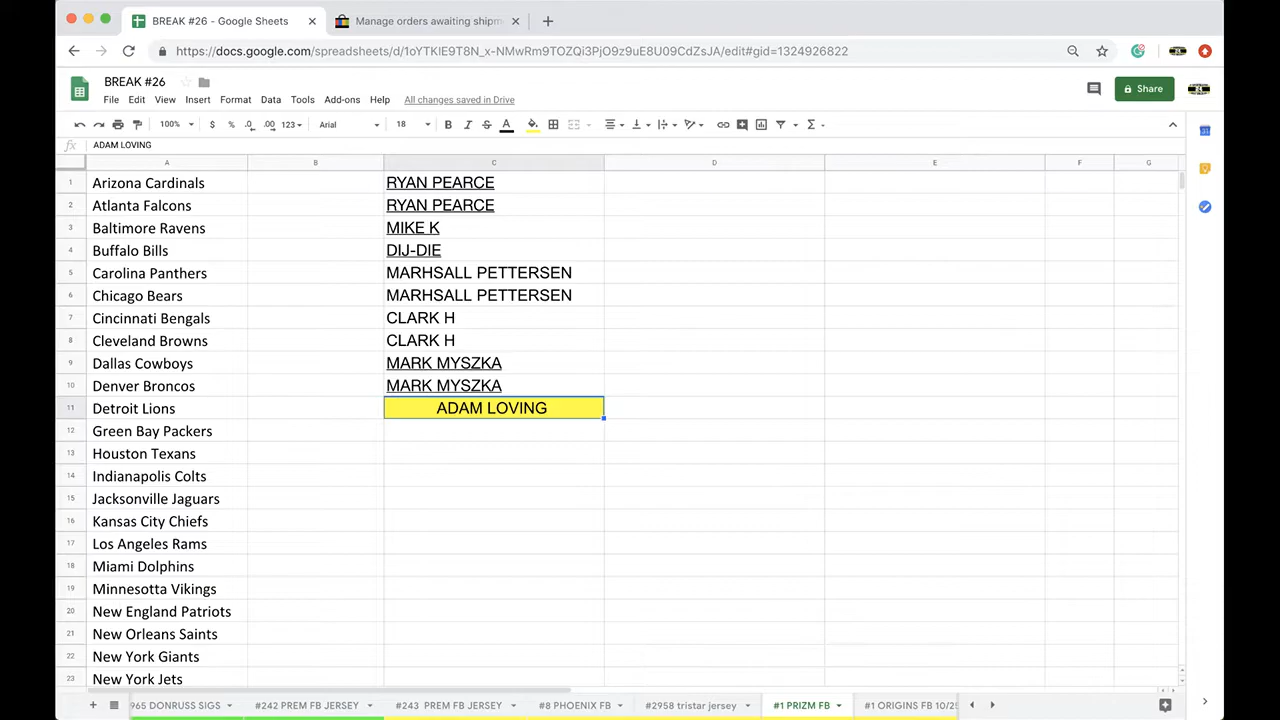 BREAK #26 - Google Sheets
Manage orders awaiting shipm
https://docs.google.com/spreadsheets/d/1oYTKIE9T8N_x-NMwRm9TOZQi3PjO9z9uE8U09CdZsJA/edit#gid=1324926822
BREAK #26
File Edit View Insert Format Data Tools Add-ons Help All changes saved in Drive
Share
100% $ % .0 .00 123 Arial 18 B I S A
fx ADAM LOVING
A B C D E F G
1 Arizona Cardinals RYAN PEARCE
2 Atlanta Falcons RYAN PEARCE
3 Baltimore Ravens MIKE K
4 Buffalo Bills DIJ-DIE
5 Carolina Panthers MARHSALL PETTERSEN
6 Chicago Bears MARHSALL PETTERSEN
7 Cincinnati Bengals CLARK H
8 Cleveland Browns CLARK H
9 Dallas Cowboys MARK MYSZKA
10 Denver Broncos MARK MYSZKA
11 Detroit Lions ADAM LOVING
12 Green Bay Packers
13 Houston Texans
14 Indianapolis Colts
15 Jacksonville Jaguars
16 Kansas City Chiefs
17 Los Angeles Rams
18 Miami Dolphins
19 Minnesotta Vikings
20 New England Patriots
21 New Orleans Saints
22 New York Giants
23 New York Jets
965 DONRUSS SIGS #242 PREM FB JERSEY #243 PREM FB JERSEY #8 PHOENIX FB #2958 tristar jersey #1 PRIZM FB #1 ORIGINS FB 10/25